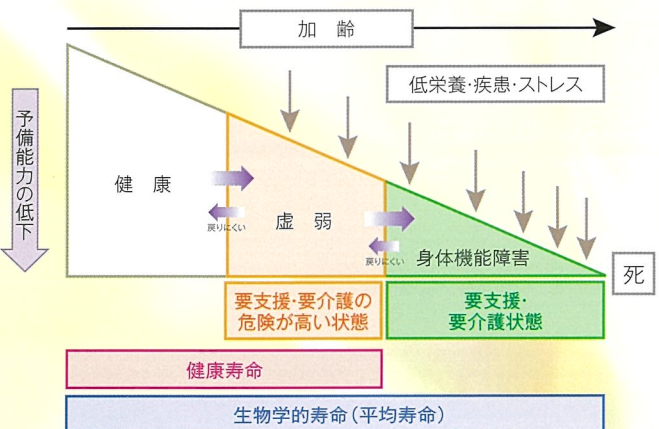 加齢
低栄養・疾患・ストレス
予備能力の低下
健康
戻りにくい
虚弱
戻りにくい
身体機能障害
死
要支援・要介護の
危険が高い状態
要支援・
要介護状態
健康寿命
生物学的寿命（平均寿命）